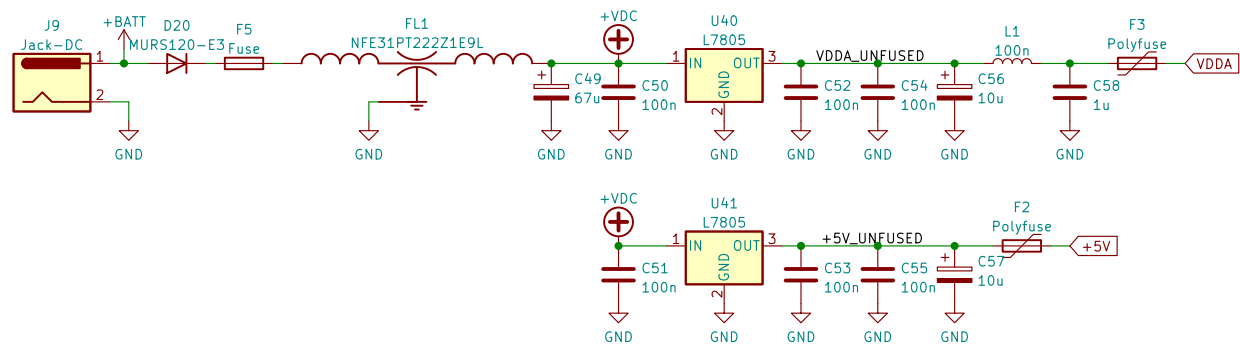 J9
Jack-DC
1
2
+BATT
D20
MURS120-E3
F5
Fuse
GND
FL1
NFE31PT222Z1E9L
GND
+VDC
C49
67u
GND
C50
100n
GND
U40
L7805
1
IN
OUT
3
GND
2
GND
VDDA_UNFUSED
C52
100n
GND
C54
100n
GND
C56
10u
GND
L1
100n
C58
1u
GND
F3
Polyfuse
VDDA
+VDC
C51
100n
GND
U41
L7805
1
IN
OUT
3
GND
2
GND
+5V_UNFUSED
C53
100n
GND
C55
100n
GND
C57
10u
GND
F2
Polyfuse
+5V